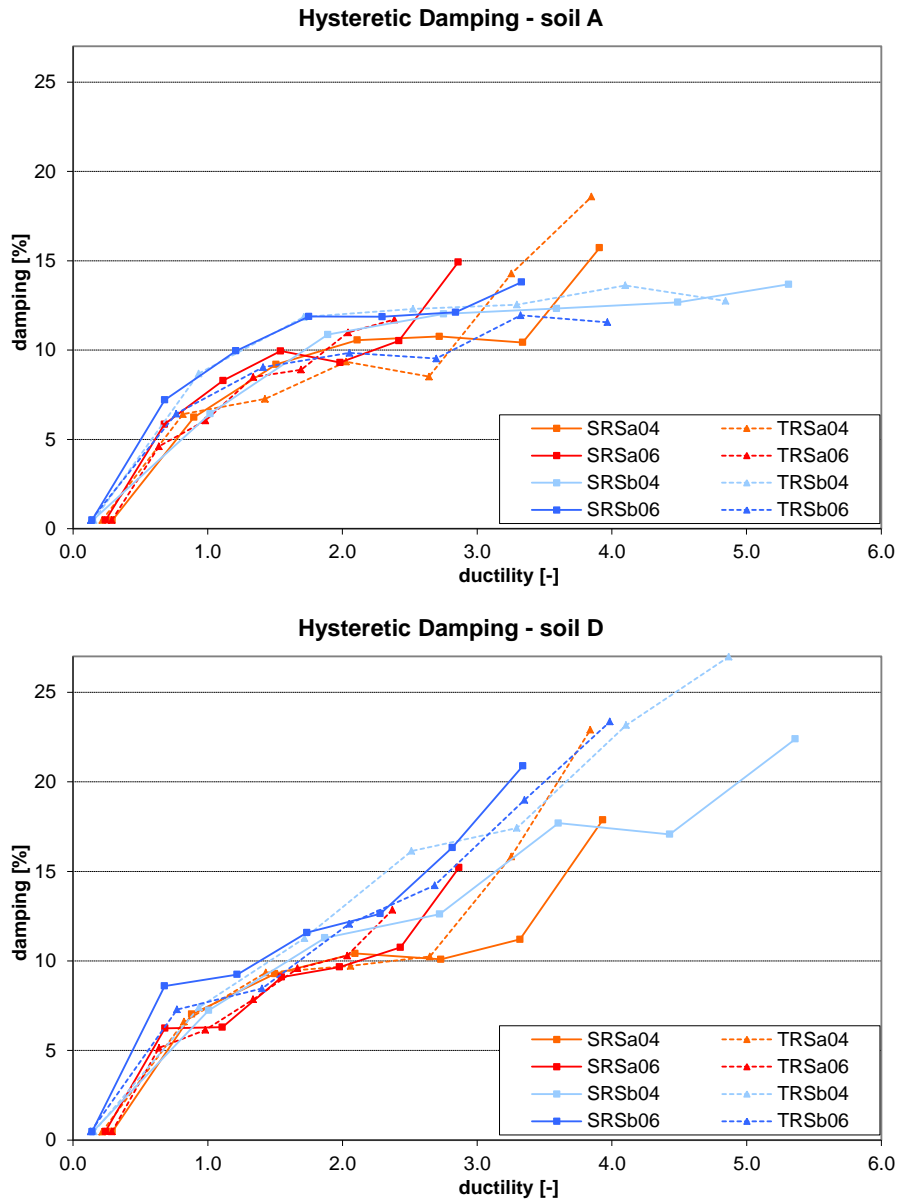 Hysteretic Damping - soil A
25
20
15
10
5
0
damping [%]
SRSa04 TRSa04
SRSa06 TRSa06
SRSb04 TRSb04
SRSb06 TRSb06
0.0 1.0 2.0 3.0 4.0 5.0 6.0
ductility [-]
Hysteretic Damping - soil D
25
20
15
10
5
0
damping [%]
SRSa04 TRSa04
SRSa06 TRSa06
SRSb04 TRSb04
SRSb06 TRSb06
0.0 1.0 2.0 3.0 4.0 5.0 6.0
ductility [-]